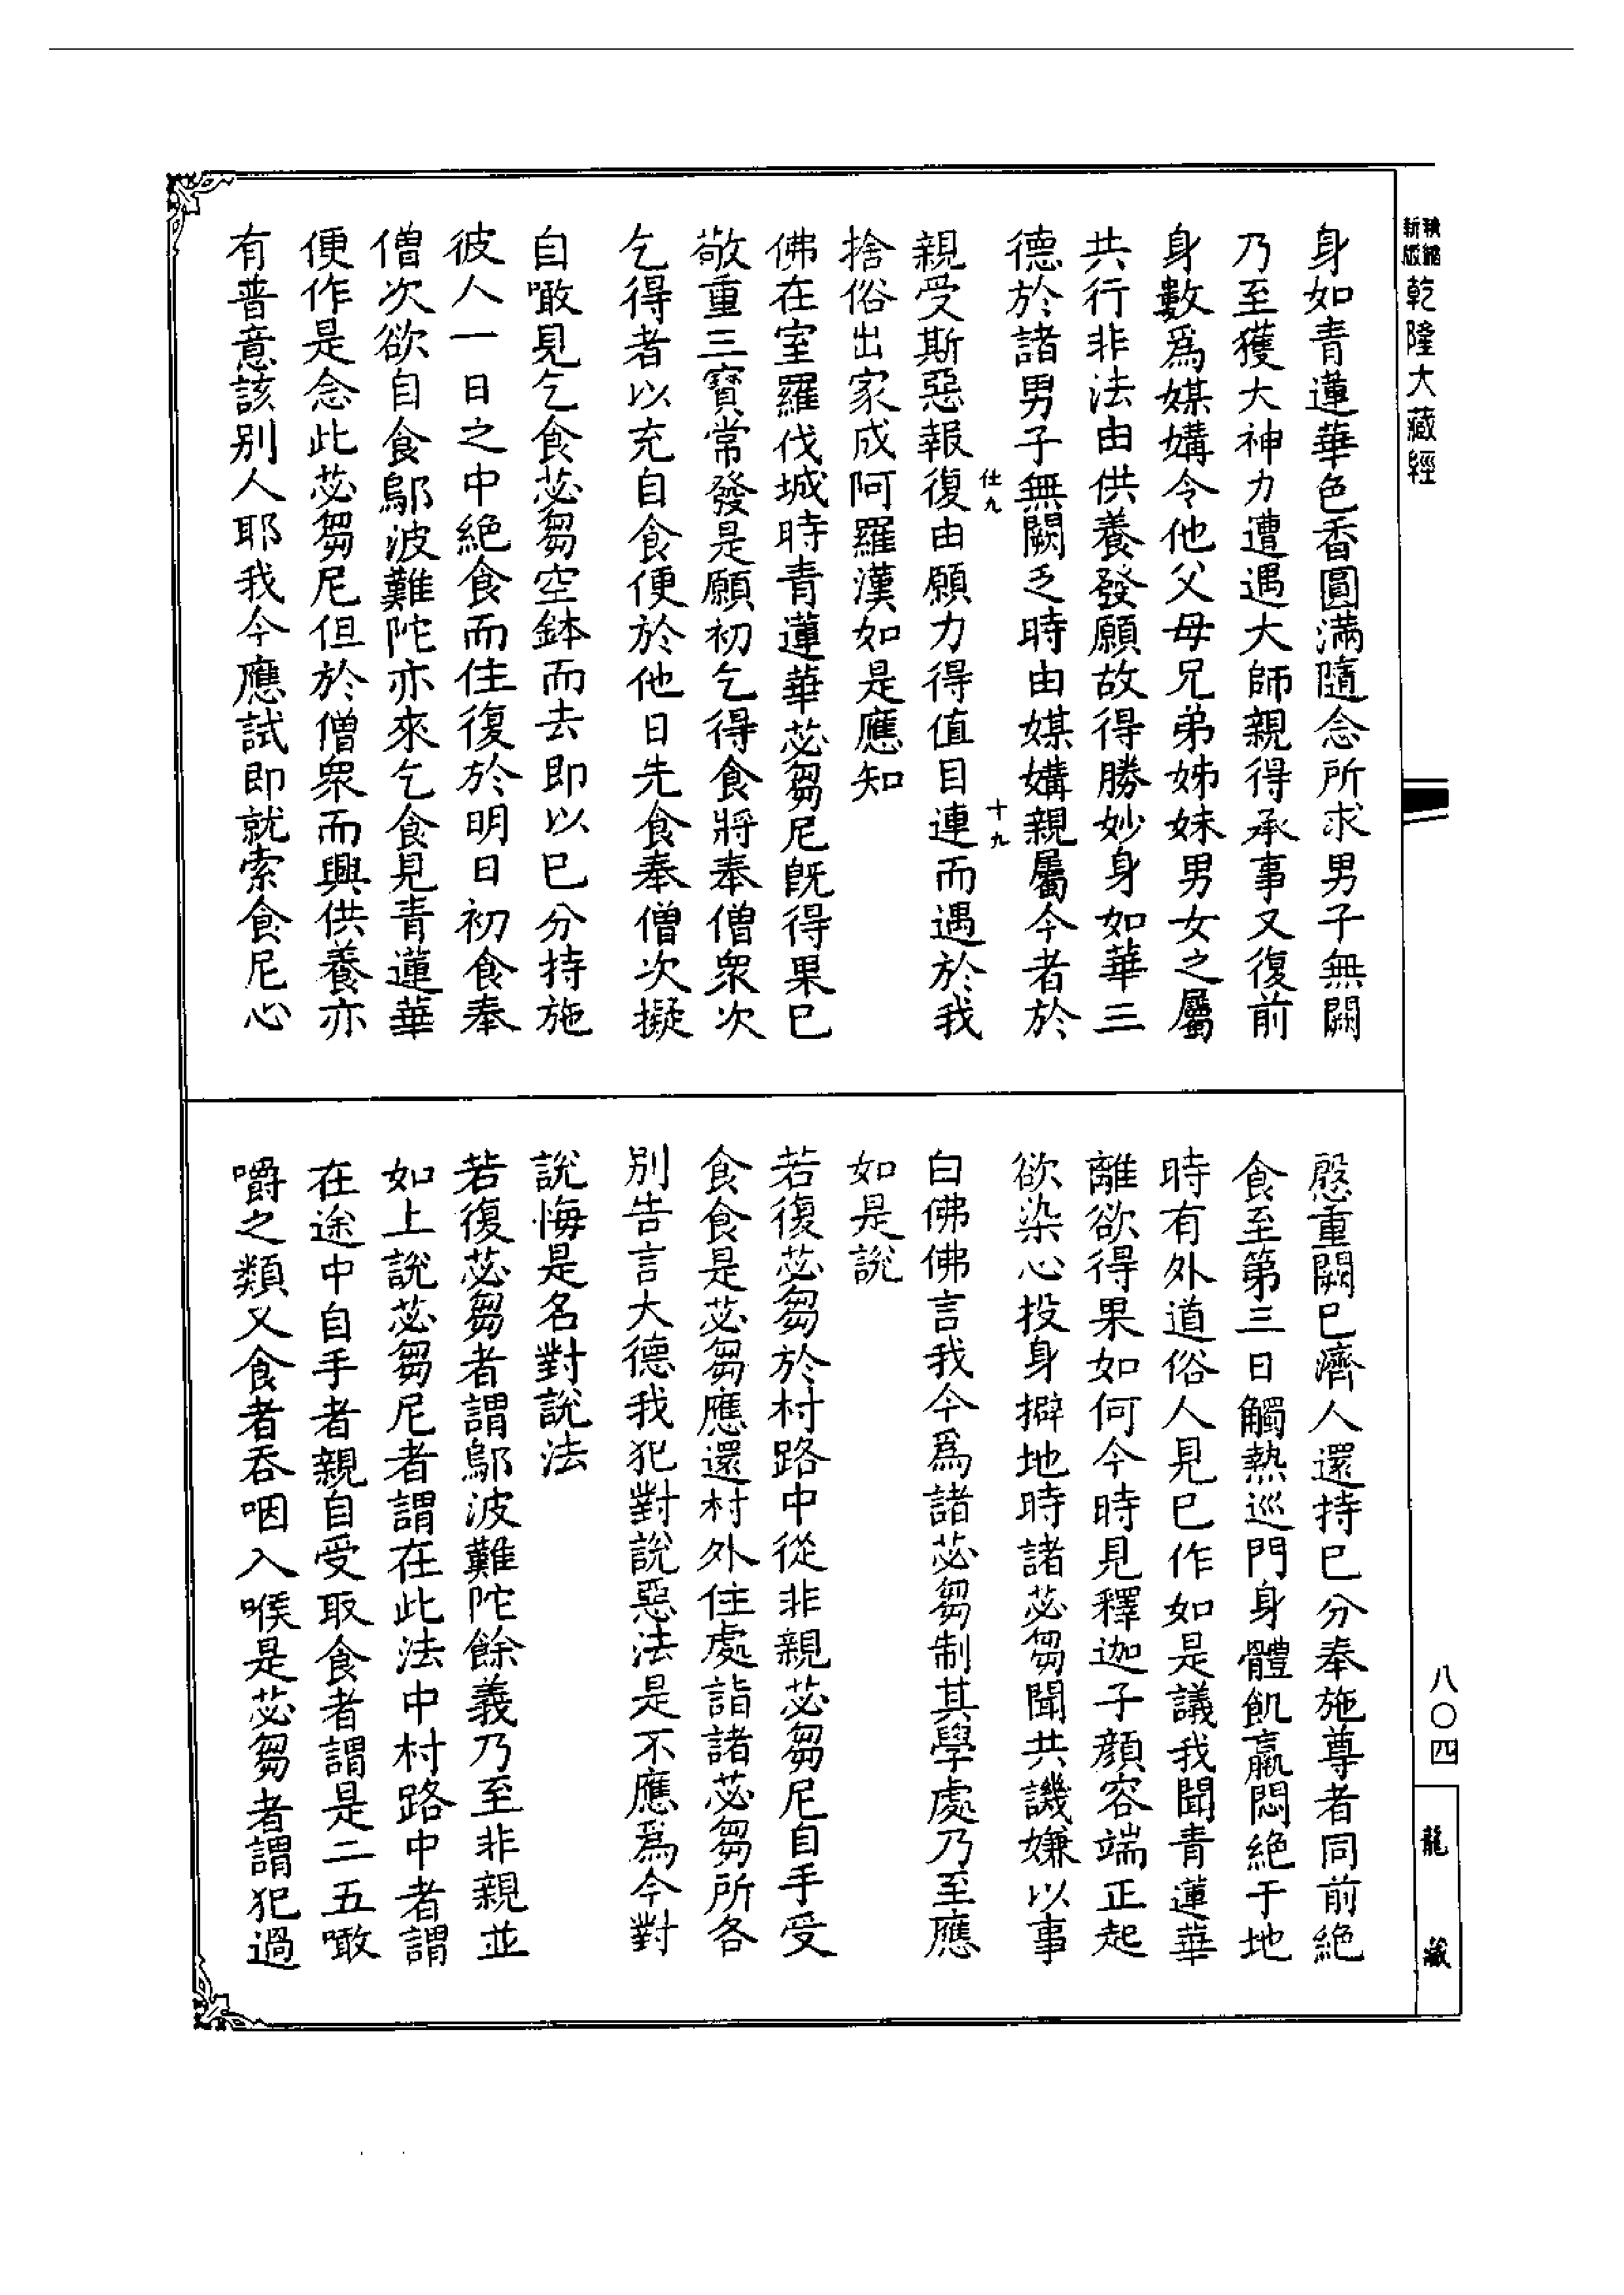 精縮新版乾隆大藏經
身如青蓮華色香圓滿隨念所求男子無闕
乃至獲大神力遭遇大師親得承事又復前
身數爲媒媾令他父母兄弟姊妹男女之屬
共行非法由供養發願故得勝妙身如華三
德於諸男子無闕乏時由媒媾親屬今者於
仕九
十九
親受斯惡報復由願力得值目連而遇於我
捨俗出家成阿羅漢如是應知
佛在室羅伐城時青蓮華苾芻尼旣得果已
敬重三寶常發是願初乞得食將奉僧眾次
乞得者以充自食便於他日先食奉僧次擬
自噉見乞食苾芻空鉢而去即以已分持施
彼人一日之中絕食而住復於明日初食奉
僧次欲自食鄔波難陀亦來乞食見青蓮華
便作是念此苾芻尼但於僧眾而興供養亦
有普意該別人耶我今應試即就索食尼心
慇重闕已濟人還持已分奉施尊者同前絕
食至第三日觸熱巡門身體飢羸悶絕于地
時有外道俗人見已作如是議我聞青蓮華
離欲得果如何今時見釋迦子顏容端正起
欲染心投身擗地時諸苾芻聞共譏嫌以事
白佛佛言我今爲諸苾芻制其學處乃至應
如是說
若復苾芻於村路中從非親苾芻尼自手受
食食是苾芻應還村外住處詣諸苾芻所各
別告言大德我犯對說惡法是不應爲今對
說悔是名對說法
若復苾芻者謂鄔波難陀餘義乃至非親並
如上說苾芻尼者謂在此法中村路中者謂
在途中自手者親自受取食者謂是二五噉
嚼之類又食者吞咽入喉是苾芻者謂犯過
八〇四
龍藏